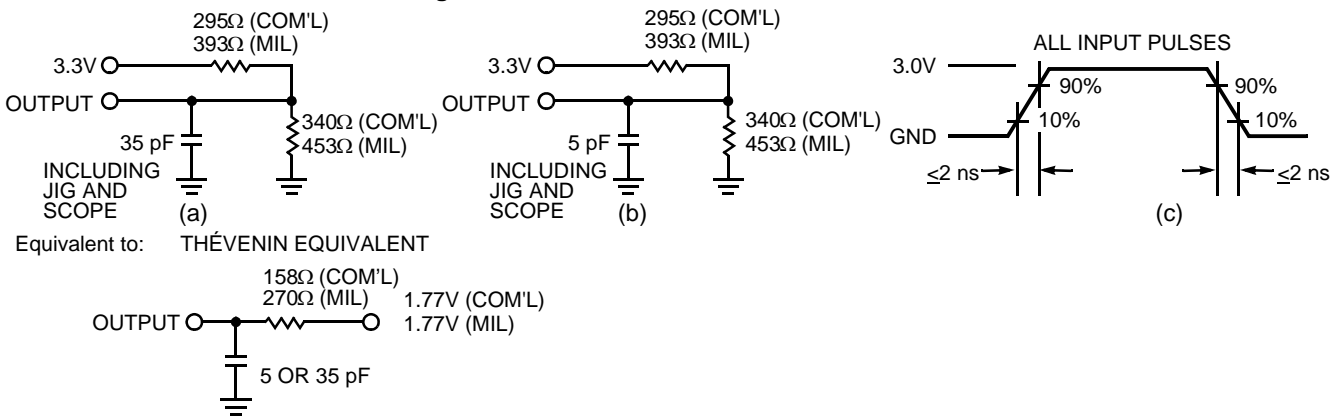 295Ω (COM'L)
393Ω (MIL)
3.3V
OUTPUT
340Ω (COM'L)
453Ω (MIL)
35 pF
INCLUDING
JIG AND
SCOPE
(a)
295Ω (COM'L)
393Ω (MIL)
3.3V
OUTPUT
340Ω (COM'L)
453Ω (MIL)
5 pF
INCLUDING
JIG AND
SCOPE
(b)
ALL INPUT PULSES
3.0V
90%
90%
10%
10%
GND
≤2 ns
≤2 ns
(c)
Equivalent to: THÉVENIN EQUIVALENT
158Ω (COM'L)
270Ω (MIL)
1.77V (COM'L)
1.77V (MIL)
OUTPUT
5 OR 35 pF